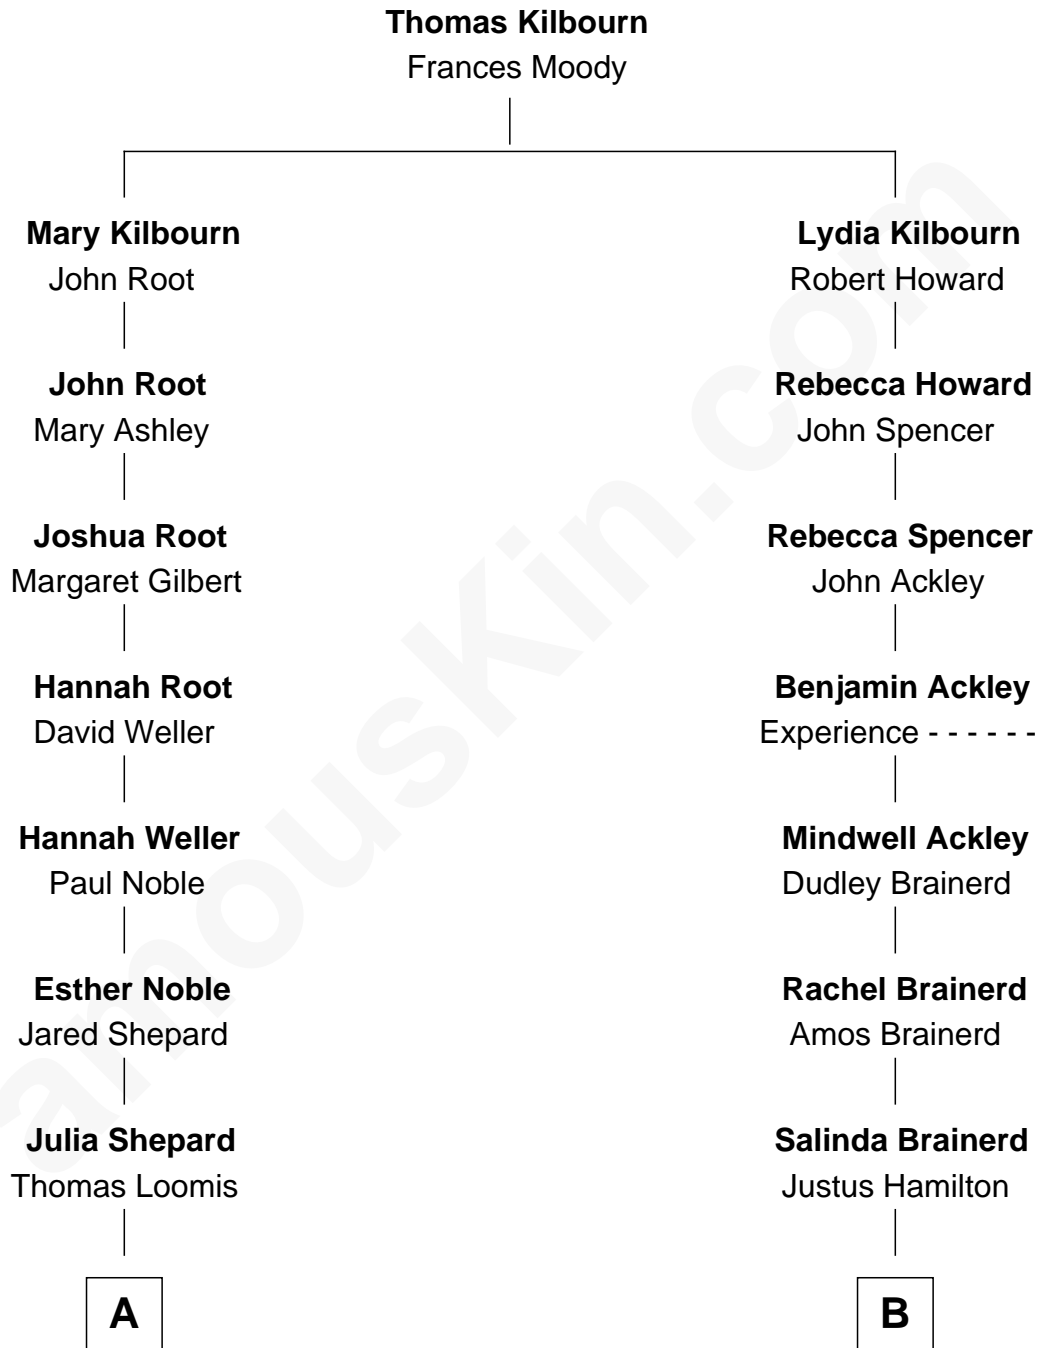 Thomas Kilbourn
Frances Moody
Mary Kilbourn
John Root
John Root
Mary Ashley
Joshua Root
Margaret Gilbert
Hannah Root
David Weller
Hannah Weller
Paul Noble
Esther Noble
Jared Shepard
Julia Shepard
Thomas Loomis
A
Lydia Kilbourn
Robert Howard
Rebecca Howard
John Spencer
Rebecca Spencer
John Ackley
Benjamin Ackley
Experience - - - - - -
Mindwell Ackley
Dudley Brainerd
Rachel Brainerd
Amos Brainerd
Salinda Brainerd
Justus Hamilton
B
amouskin.com